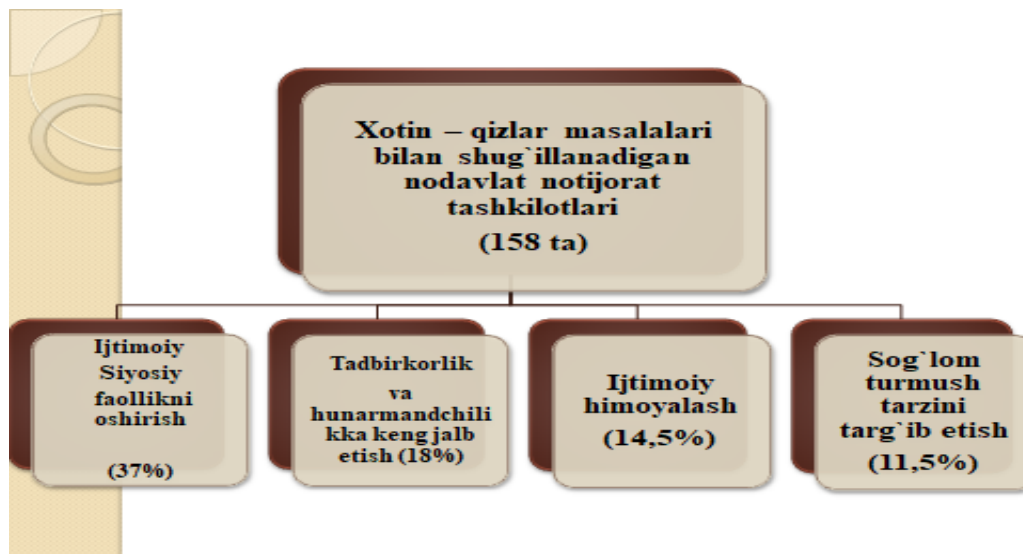 Xotin – qizlar masalalari
bilan shug`illanadigan
nodavlat notijorat
tashkilotlari
(158 ta)
Ijtimoiy
Siyosiy
faollikni
oshirish
(37%)
Tadbirkorlik
va
hunarmandchili
kka keng jalb
etish (18%)
Ijtimoiy
himoyalash
(14,5%)
Sog`lom
turmush
tarzini
targ`ib etish
(11,5%)